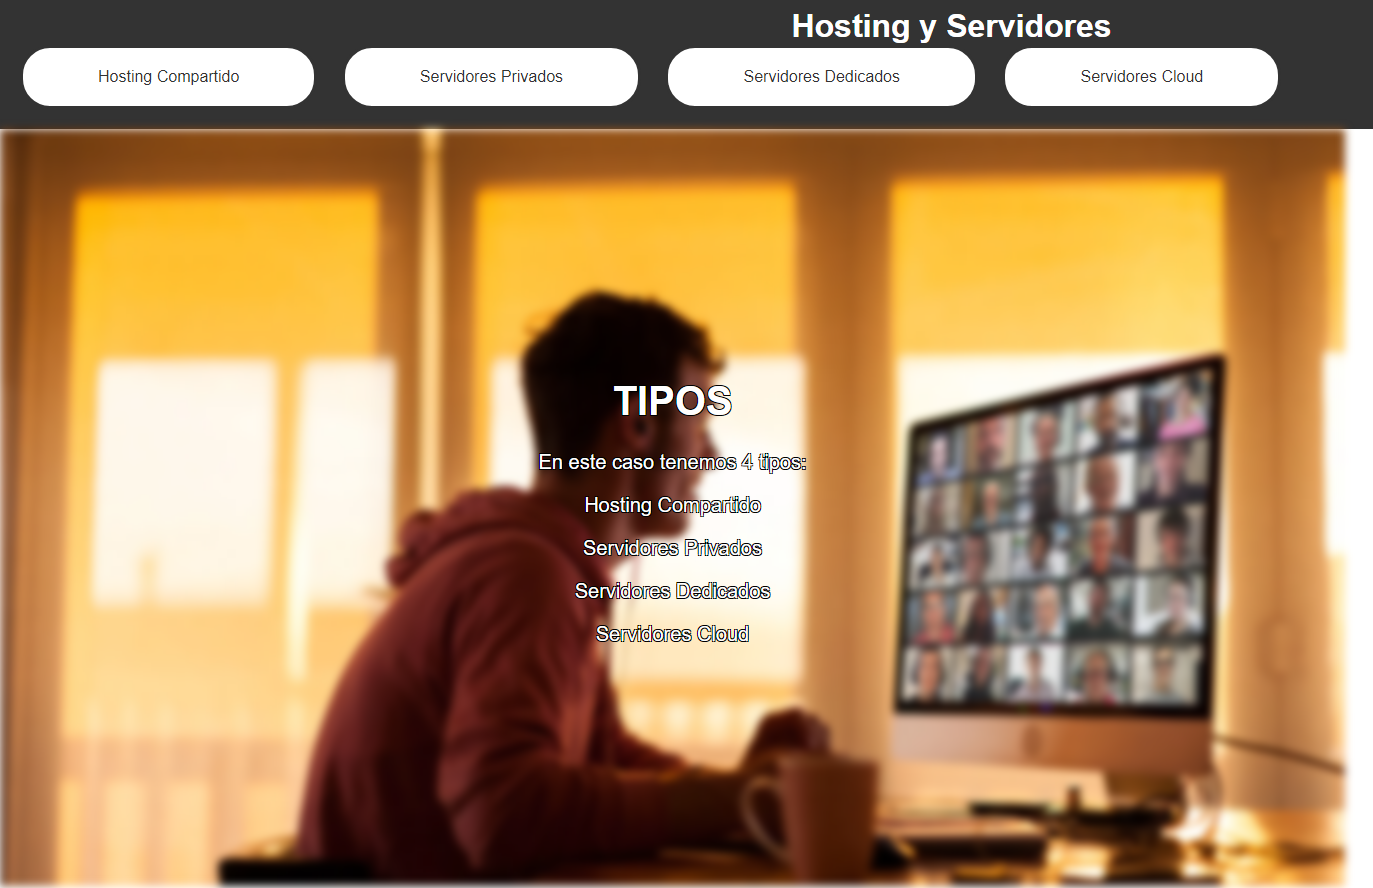 Hosting y Servidores
Hosting Compartido
Servidores Privados
Servidores Dedicados
Servidores Cloud
TIPOS
En este caso tenemos 4 tipos:
Hosting Compartido
Servidores Privados
Servidores Dedicados
Servidores Cloud